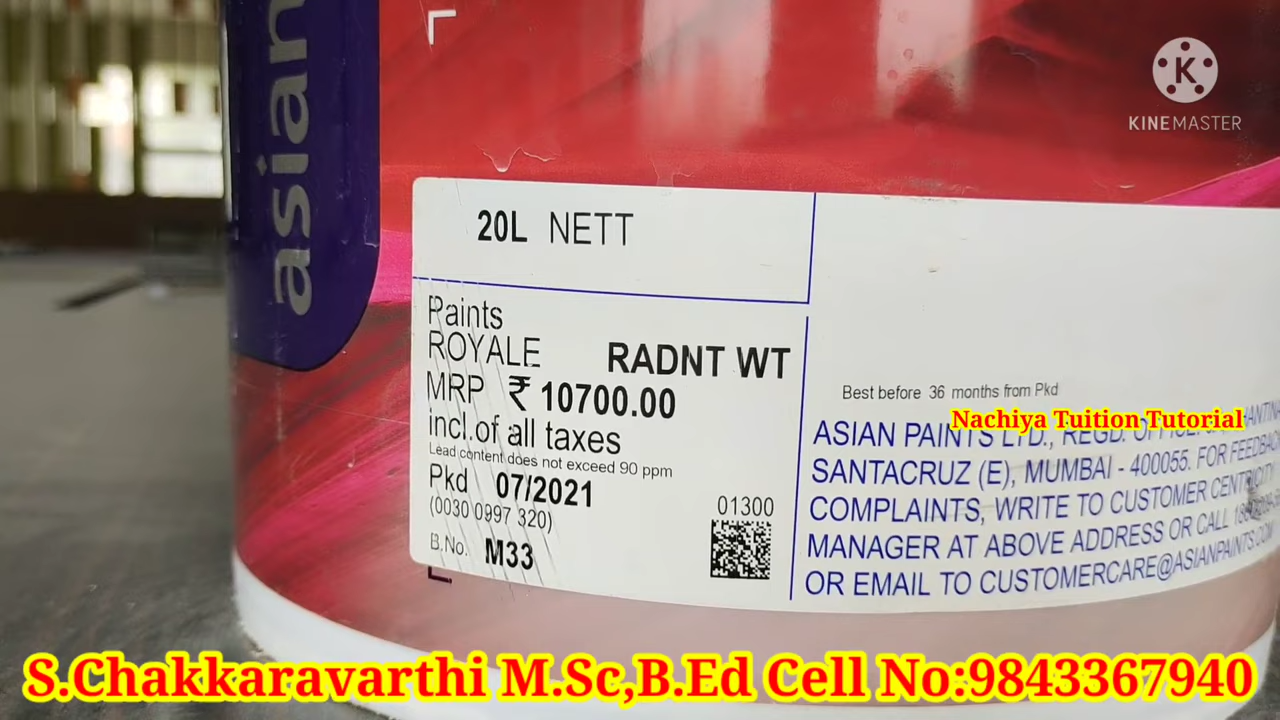 asian
KINEMASTER
20L NETT
Paints
ROYALE RADNT WT
MRP ₹ 10700.00
incl.of all taxes
Lead content does not exceed 90 ppm
Pkd 07/2021
(0030 0997 320)
B.No. M33
01300
Best before 36 months from Pkd
Nachiya Tuition Tutorial
ASIAN PAINTS LTD., REGD.
SANTACRUZ (E), MUMBAI - 400055. FOR FEEDBACK
COMPLAINTS, WRITE TO CUSTOMER CENTRICITY
MANAGER AT ABOVE ADDRESS OR CALL
OR EMAIL TO CUSTOMERCARE@ASIANPAINTS.COM
S.Chakkaravarthi M.Sc,B.Ed Cell No:9843367940